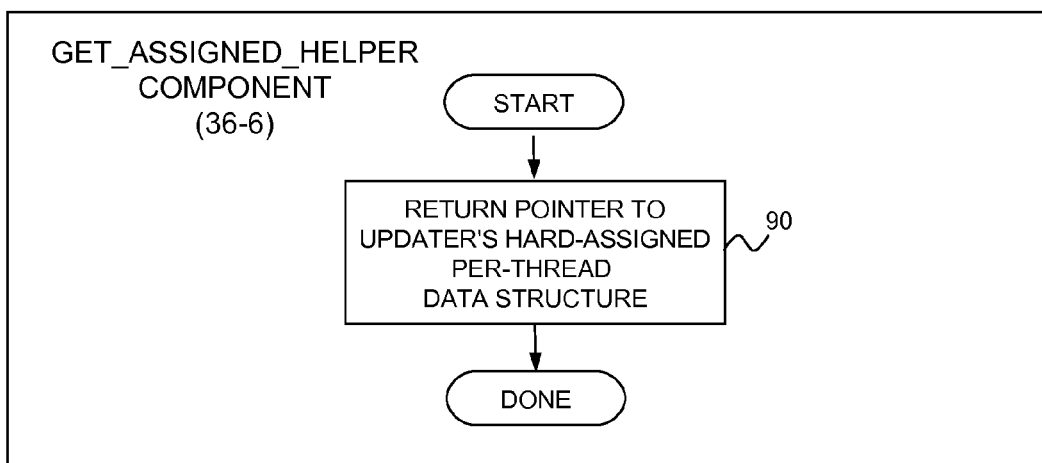 GET_ASSIGNED_HELPER
COMPONENT
(36-6)
START
RETURN POINTER TO
UPDATER'S HARD-ASSIGNED
PER-THREAD
DATA STRUCTURE
90
DONE